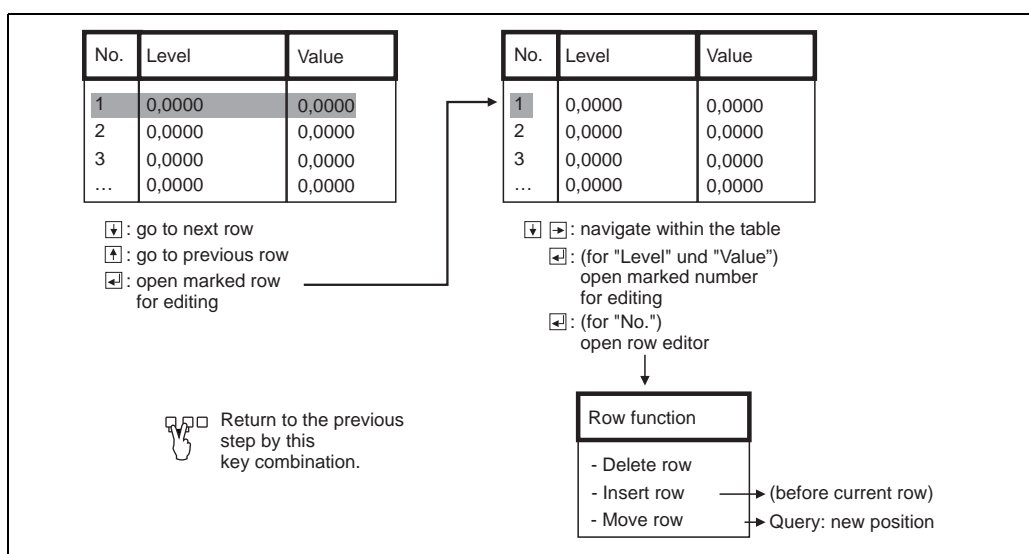 No. Level Value
1 0,0000 0,0000
2 0,0000 0,0000
3 0,0000 0,0000
… 0,0000 0,0000
: go to next row
: go to previous row
: open marked row
for editing
Return to the previous
step by this
key combination.
No. Level Value
1 0,0000 0,0000
2 0,0000 0,0000
3 0,0000 0,0000
… 0,0000 0,0000
: navigate within the table
: (for "Level" und "Value”)
open marked number
for editing
: (for "No.")
open row editor
Row function
- Delete row
- Insert row (before current row)
- Move row Query: new position